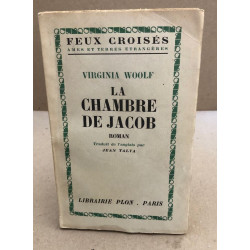 FEUX CROISÉS
AMES ET TERRES ÉTRANGÈRES
VIRGINIA WOOLF
LA
CHAMBRE
DE JACOB
ROMAN
Traduit de l'anglais par
JEAN TALVA
LIBRAIRIE PLON . PARIS